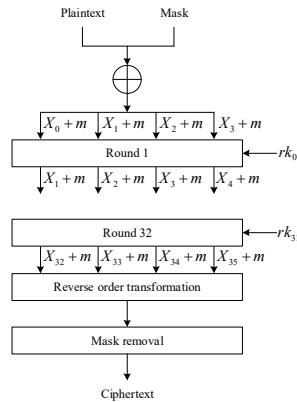 Plaintext Mask
X₀ + m X₁ + m X₂ + m X₃ + m
Round 1 rk₀
X₁ + m X₂ + m X₃ + m X₄ + m
Round 32 rk₃
X₃₂ + m X₃₃ + m X₃₄ + m X₃₅ + m
Reverse order transformation
Mask removal
Ciphertext